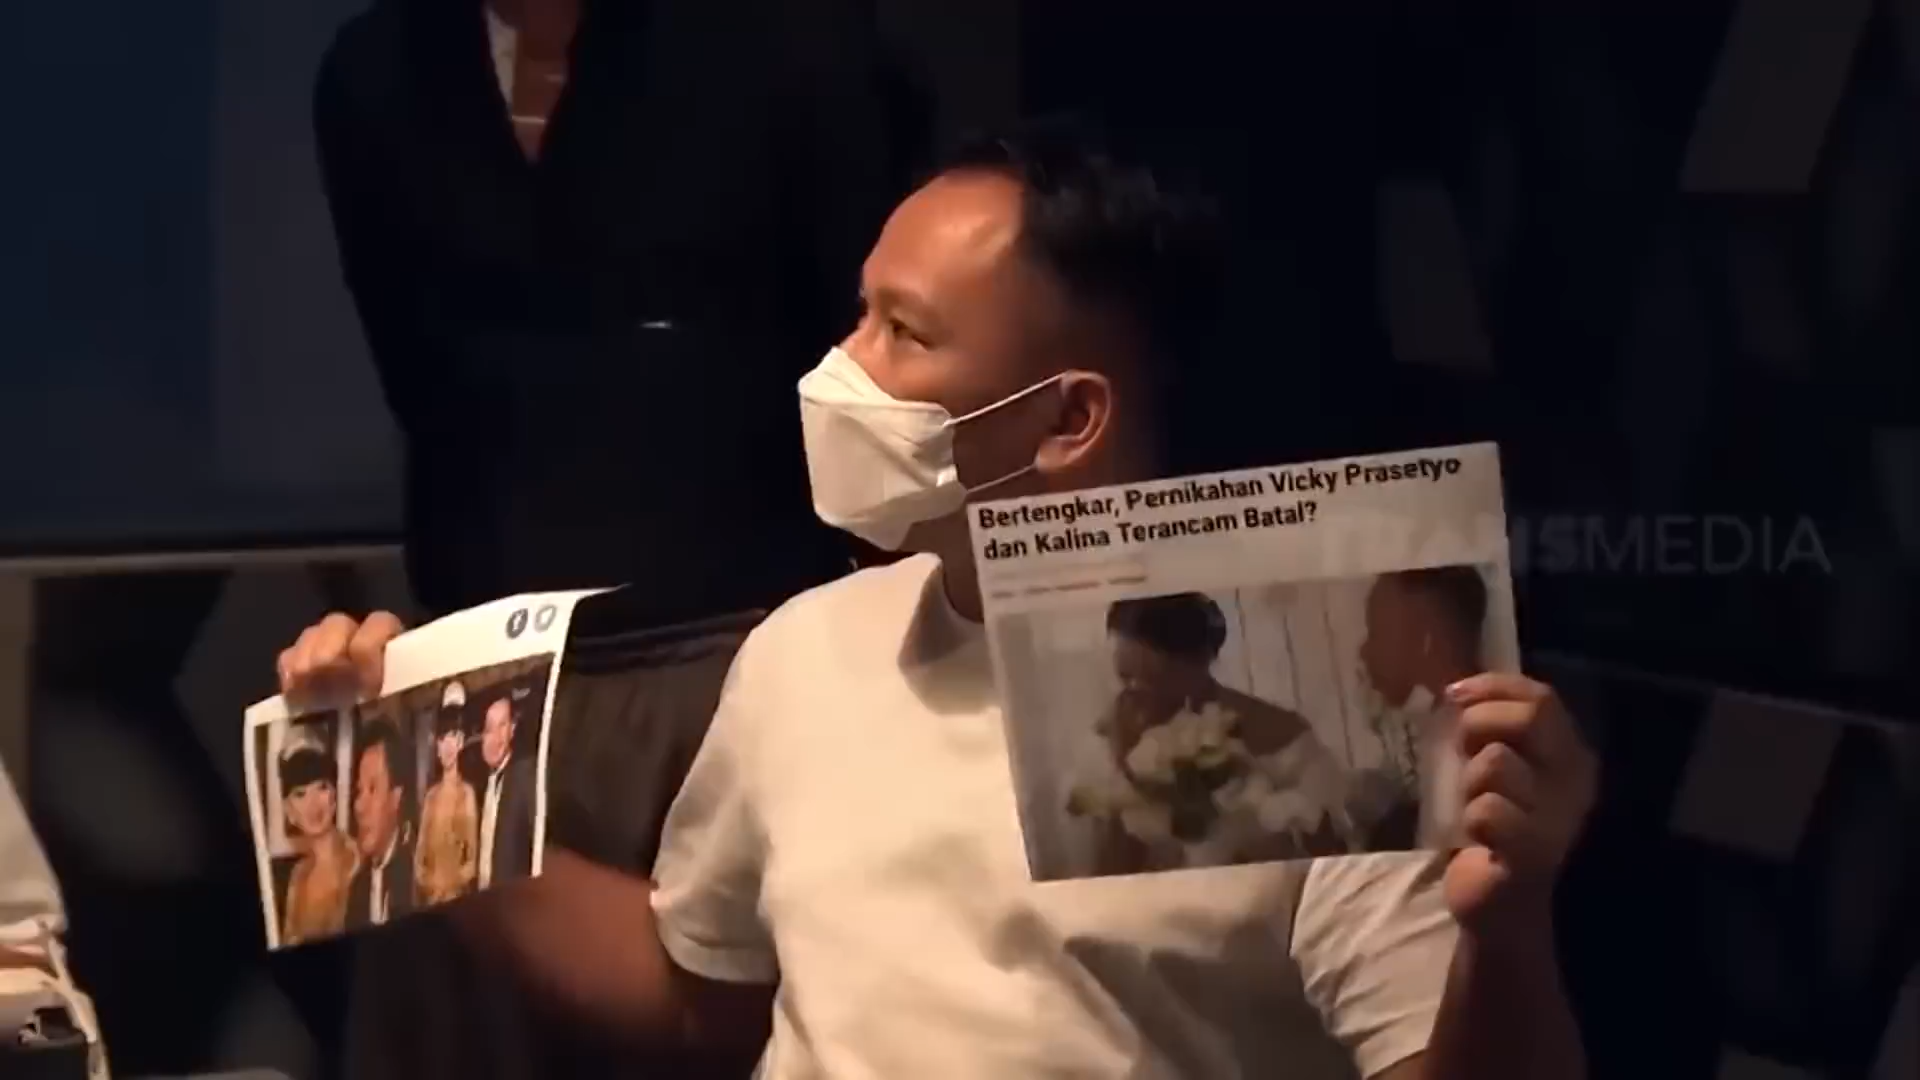 Bertengkar, Pernikahan Vicky Prasetyo
dan Kalina Terancam Batal?
TRANSMEDIA